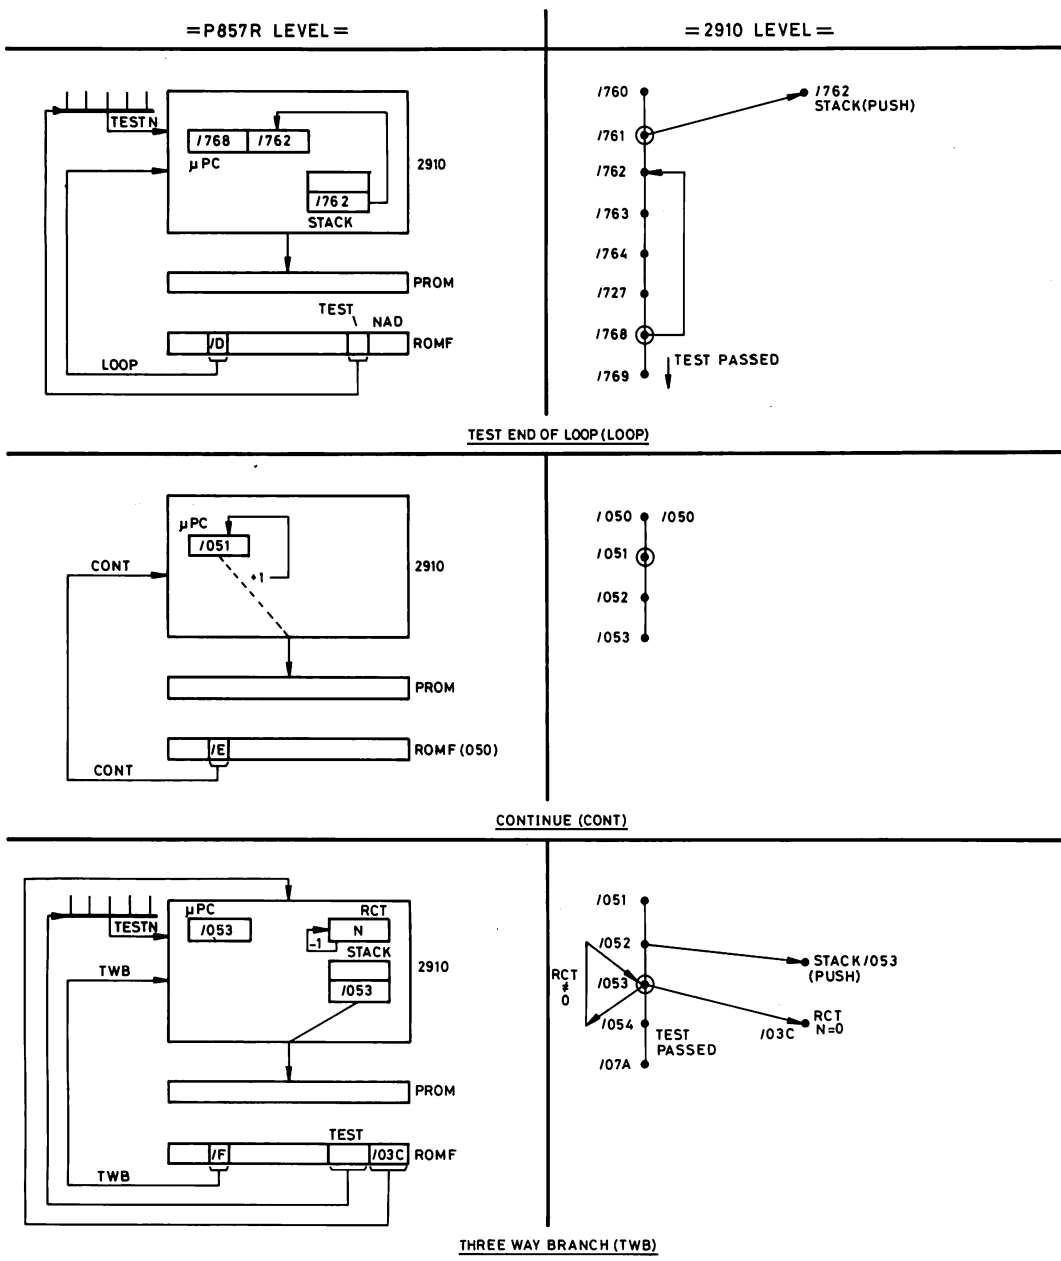 =P857R LEVEL=
=2910 LEVEL=
TESTN
/768 /762
µPC
2910
/762
STACK
PROM
TEST
NAD
/D
ROMF
LOOP
/760
/762
STACK(PUSH)
/761
/762
/763
/764
/727
/768
TEST PASSED
/769
TEST END OF LOOP(LOOP)
µPC
/051
+1
2910
CONT
PROM
/E
ROMF(050)
CONT
/050 /050
/051
/052
/053
CONTINUE (CONT)
µPC
/053
TESTN
RCT
N
-1
STACK
/053
2910
TWB
PROM
TEST
/F
/03C
ROMF
TWB
/051
/052
STACK/053
(PUSH)
RCT
≠
0
/053
/054
TEST
PASSED
RCT
N=0
/03C
/07A
THREE WAY BRANCH(TWB)